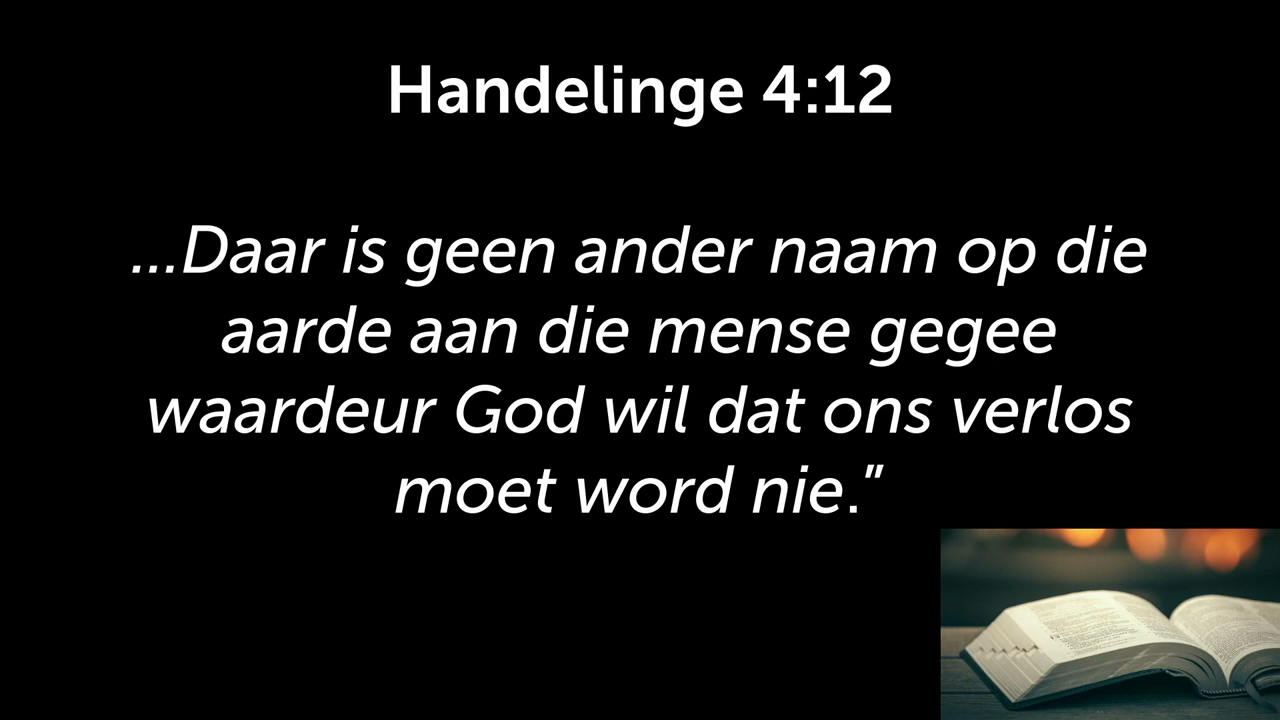 Handelinge 4:12
...Daar is geen ander naam op die
aarde aan die mense gegee
waardeur God wil dat ons verlos
moet word nie.”